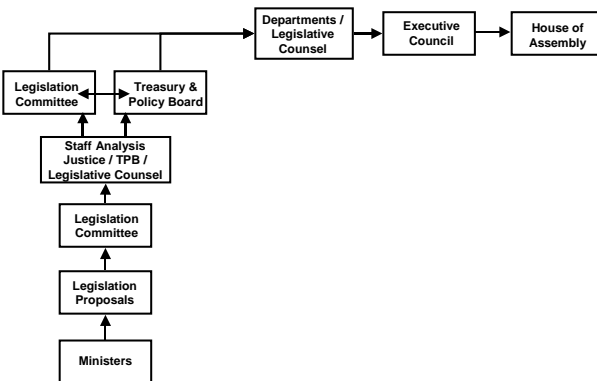 Departments /
Legislative
Counsel
Executive
Council
House of
Assembly
Legislation
Committee
Treasury &
Policy Board
Staff Analysis
Justice / TPB /
Legislative Counsel
Legislation
Committee
Legislation
Proposals
Ministers